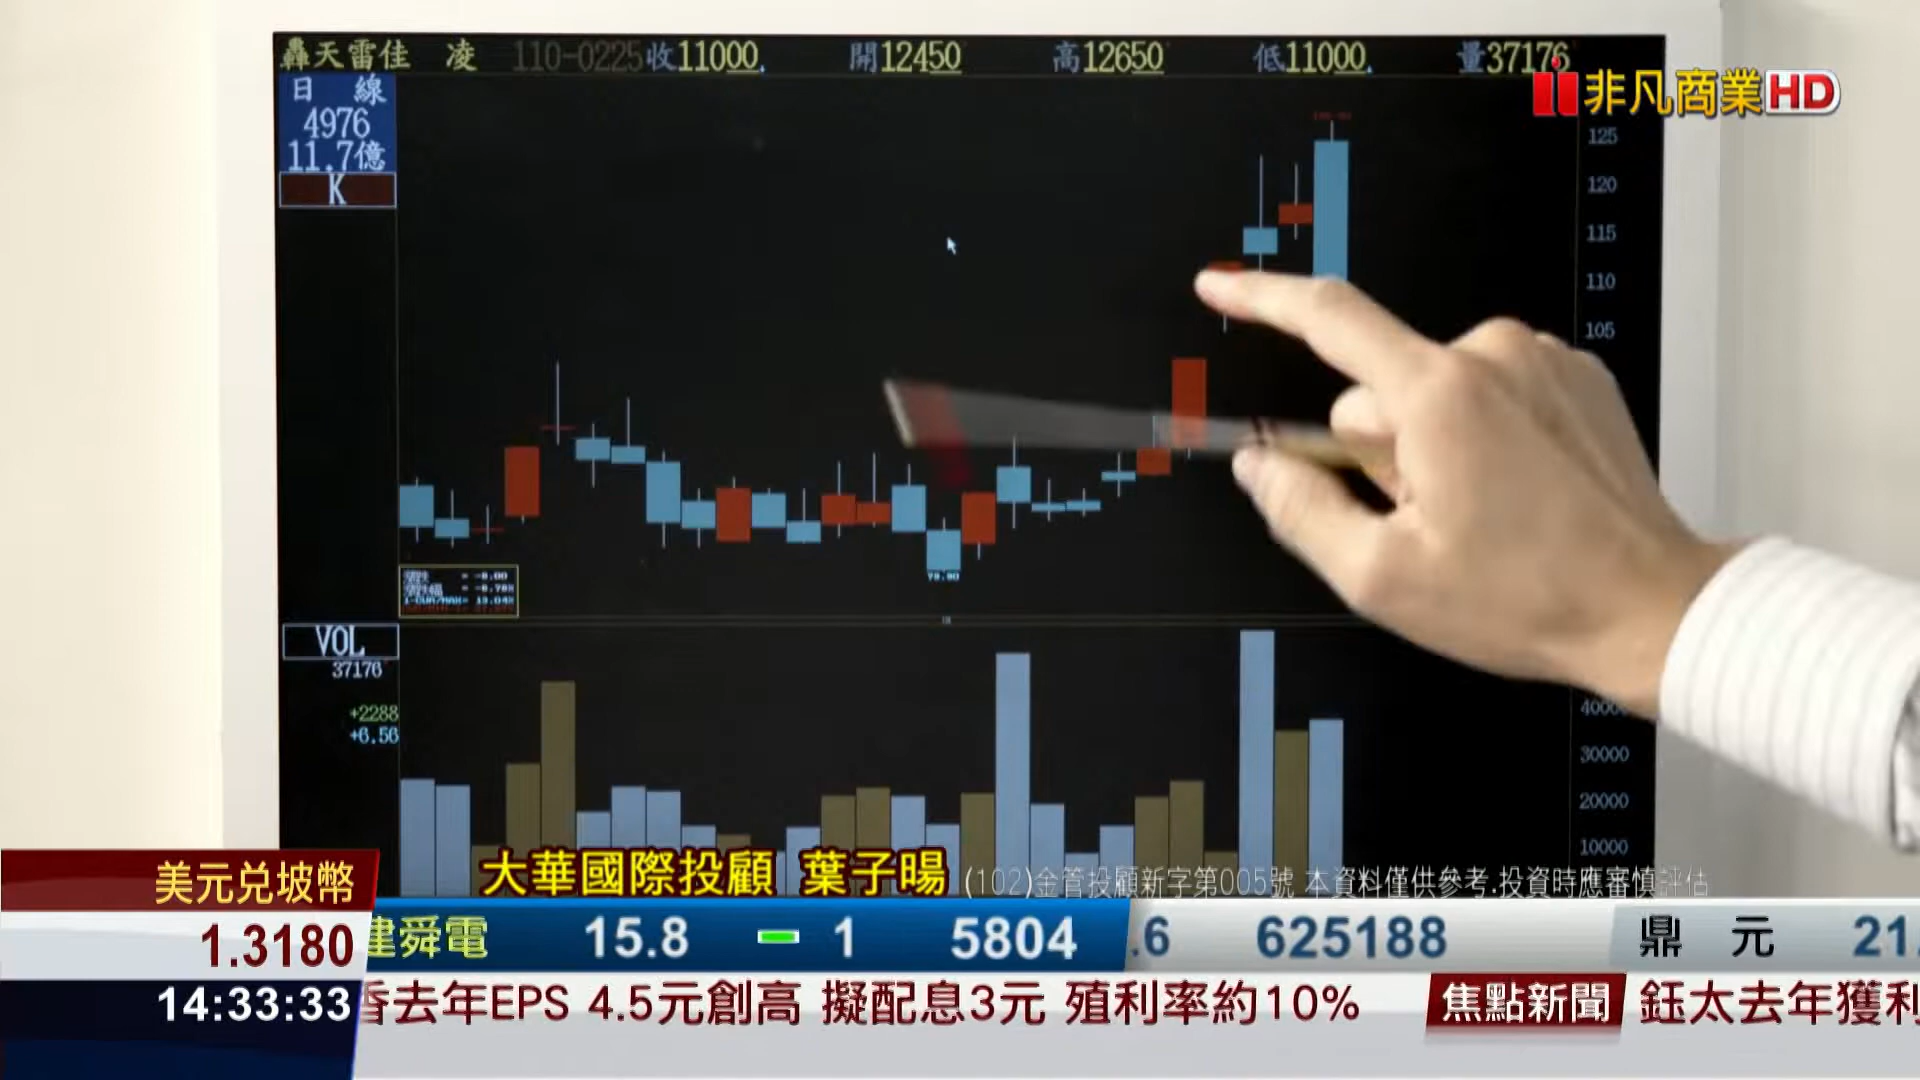 轟天雷佳 凌 110-0225收11000. 開12450 高12650 低11000. 量37176
非凡商業HD
日 線
4976
11.7億
K
125
120
115
110
105
79.90
VOL
37176
+2288
+6.56
40000
30000
20000
10000
大華國際投顧 葉子暘 (102)金管投顧新字第005號 本資料僅供參考.投資時應審慎評估
美元兌坡幣
1.3180
建舜電 15.8 1 5804 .6 625188 鼎 元 21.
14:33:33
香去年EPS 4.5元創高 擬配息3元 殖利率約10% 焦點新聞 鈺太去年獲利